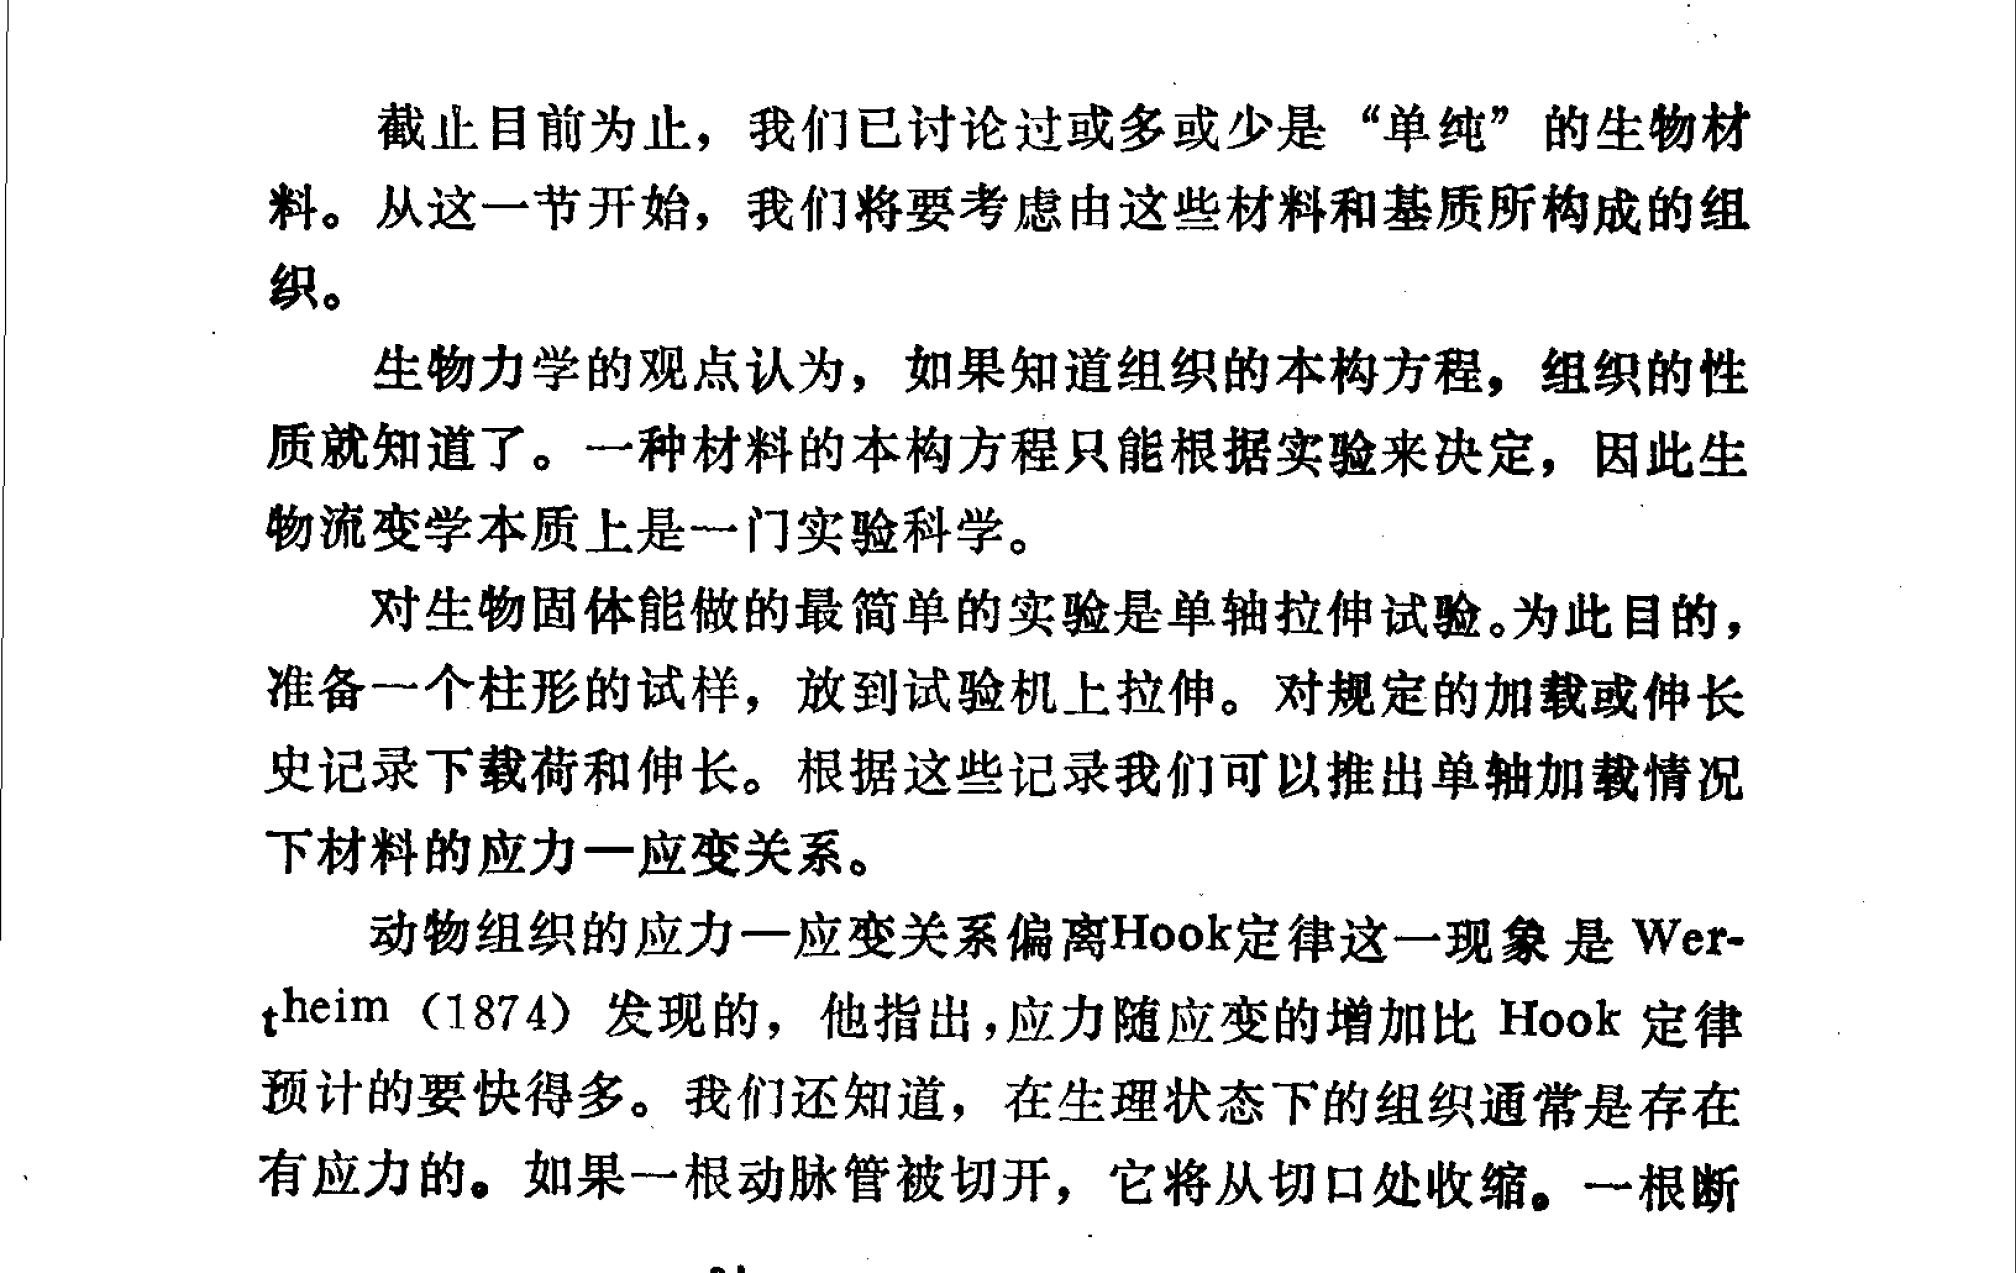 截止目前为止，我们已讨论过或多或少是“单纯”的生物材
料。从这一节开始，我们将要考虑由这些材料和基质所构成的组
织。
生物力学的观点认为，如果知道组织的本构方程，组织的性
质就知道了。一种材料的本构方程只能根据实验来决定，因此生
物流变学本质上是一门实验科学。
对生物固体能做的最简单的实验是单轴拉伸试验。为此目的，
准备一个柱形的试样，放到试验机上拉伸。对规定的加载或伸长
史记录下载荷和伸长。根据这些记录我们可以推出单轴加载情况
下材料的应力—应变关系。
动物组织的应力—应变关系偏离Hook定律这一现象是 Wer-
theim（1874）发现的，他指出，应力随应变的增加比 Hook 定律
预计的要快得多。我们还知道，在生理状态下的组织通常是存在
有应力的。如果一根动脉管被切开，它将从切口处收缩。一根断